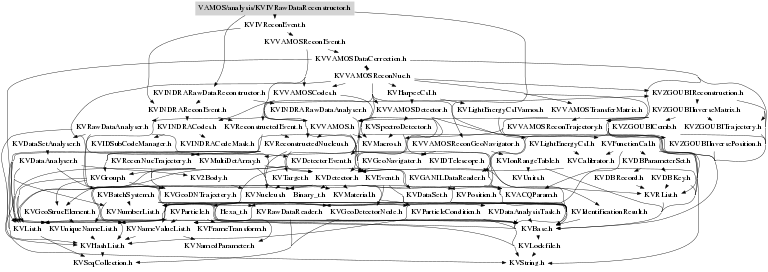 VAMOS/analysis/KVIVRawDataReconstructor.h
KVIVReconEvent.h
KVVAMOSReconEvent.h
KVVAMOSDataCorrection.h
KVVAMOSReconNuc.h
KVINDRARawDataReconstructor.h KVVAMOSCodes.h KVHarpeeCsI.h KVZGOUBIReconstruction.h
KVINDRAReconEvent.h KVINDRARawDataAnalyser.h KVVAMOSDetector.h KVLightEnergyCsIVamos.h KVVAMOSTransferMatrix.h KVZGOUBIInverseMatrix.h
KVRawDataAnalyser.h KVINDRACodes.h KVReconstructedEvent.h KVVAMOS.h KVSpectroDetector.h KVVAMOSReconTrajectory.h KVZGOUBIComb.h KVZGOUBITrajectory.h
KVDataSetAnalyser.h KVIDSubCodeManager.h KVINDRACodeMask.h KVReconstructedNucleus.h KVMacros.h KVVAMOSReconGeoNavigator.h KVLightEnergyCsI.h KVFunctionCal.h KVZGOUBIInversePosition.h
KVDataAnalyser.h KVReconNucTrajectory.h KVMultiDetArray.h KVDetectorEvent.h KVGeoNavigator.h KVIDTelescope.h KVIonRangeTable.h KVCalibrator.h KVDBParameterSet.h
KVGroup.h KV2Body.h KVTarget.h KVDetector.h KVEvent.h KVGANILDataReader.h KVUnits.h KVDBRecord.h KVDBKey.h
KVBatchSystem.h KVGeoDNTrajectory.h KVNucleus.h Binary_t.h KVMaterial.h KVDataSet.h KVPosition.h KVACQParam.h KVRList.h
KVGeoStrucElement.h KVNumberList.h KVParticle.h Hexa_t.h KVRawDataReader.h KVGeoDetectorNode.h KVParticleCondition.h KVDataAnalysisTask.h KVIdentificationResult.h
KVList.h KVUniqueNameList.h KVNameValueList.h KVFrameTransform.h KVBase.h
KVHashList.h KVNamedParameter.h KVLockfile.h
KVSeqCollection.h KVString.h